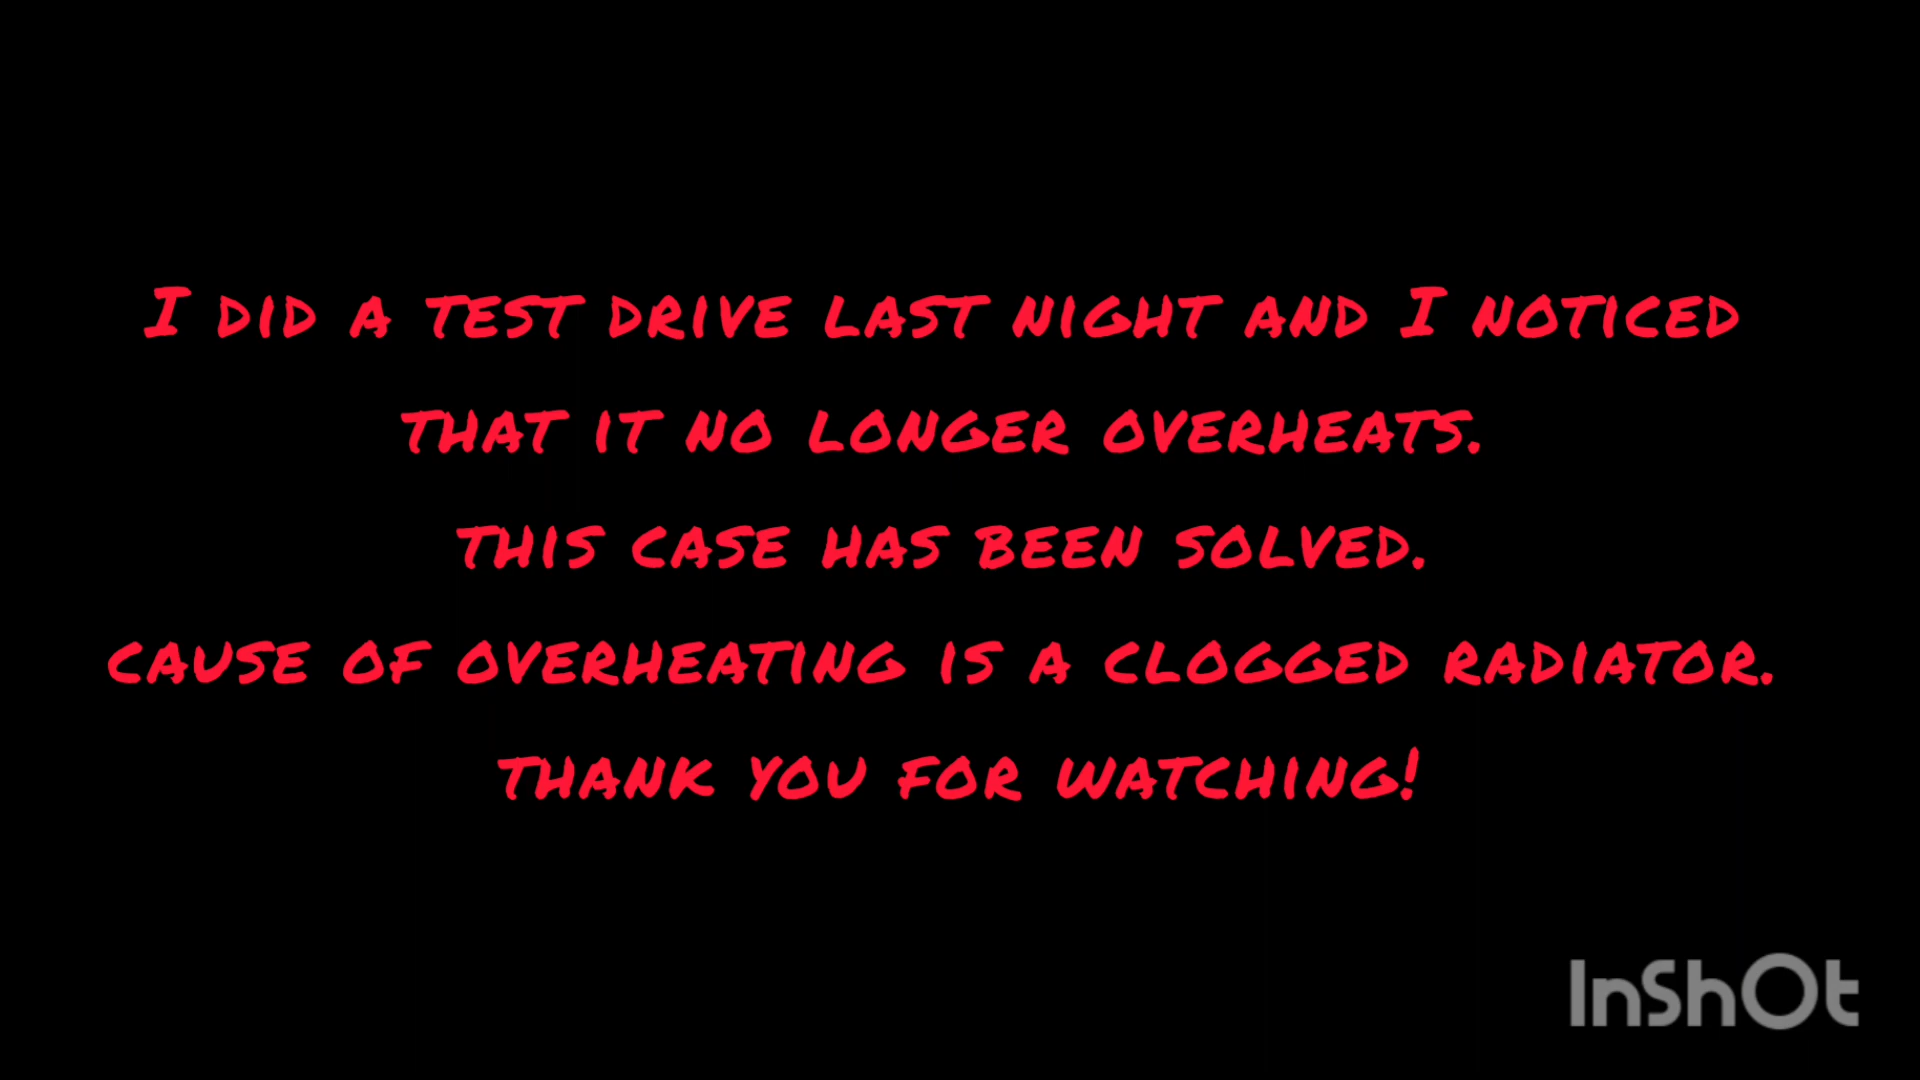 I DID A TEST DRIVE LAST NIGHT AND I NOTICED
THAT IT NO LONGER OVERHEATS.
THIS CASE HAS BEEN SOLVED.
CAUSE OF OVERHEATING IS A CLOGGED RADIATOR.
THANK YOU FOR WATCHING!
InShOt